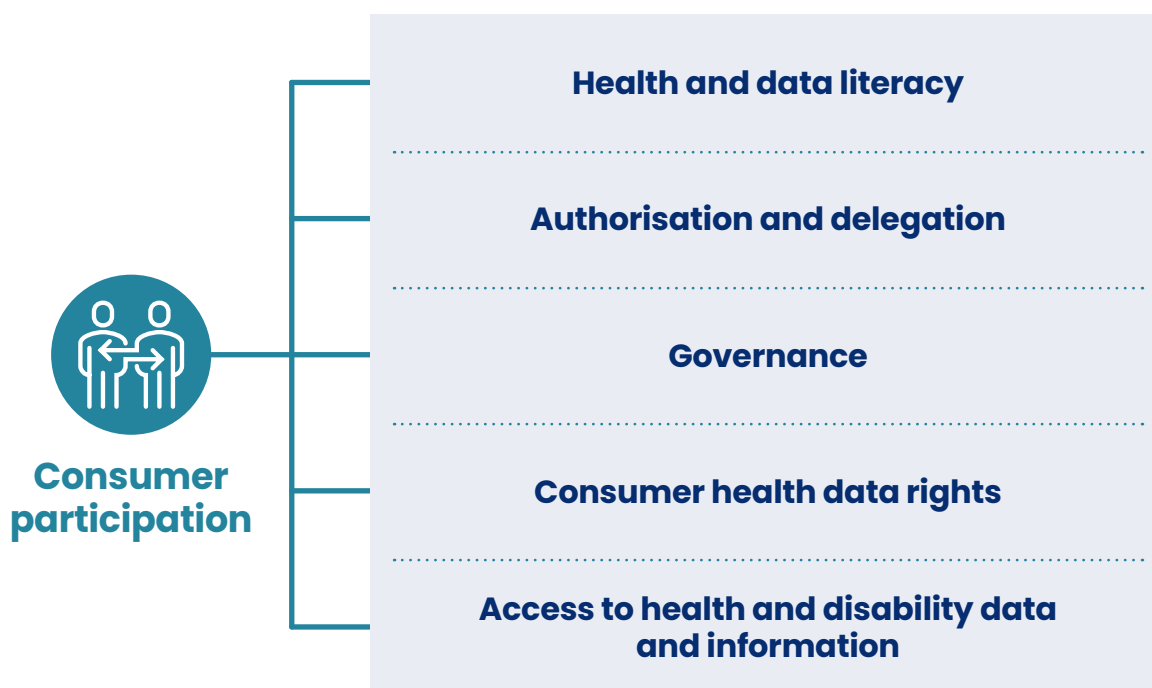 Health and data literacy
Authorisation and delegation
Governance
Consumer
participation
Consumer health data rights
Access to health and disability data
and information